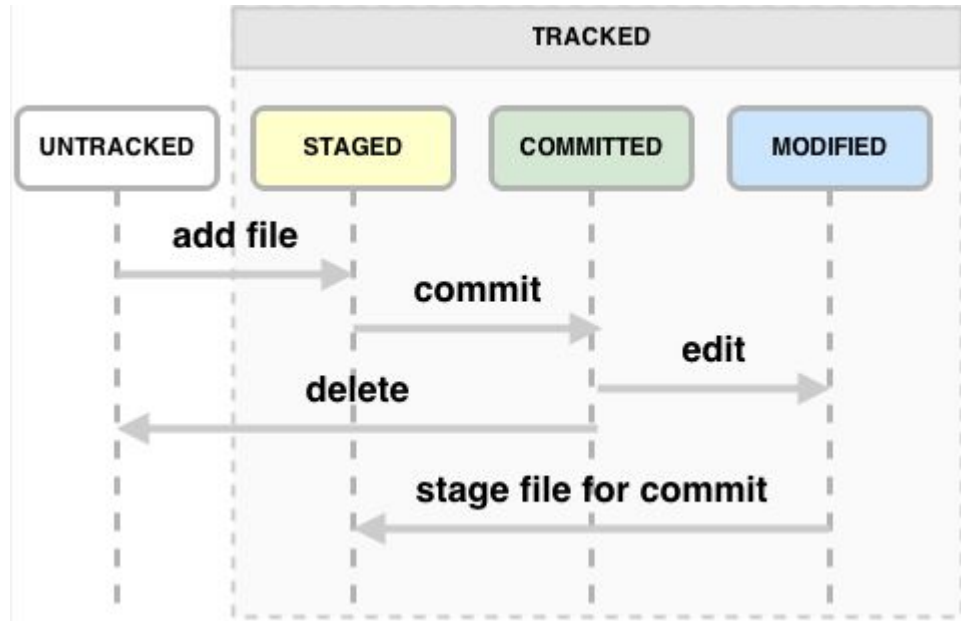 TRACKED
UNTRACKED
STAGED
COMMITTED
MODIFIED
add file
commit
edit
delete
stage file for commit